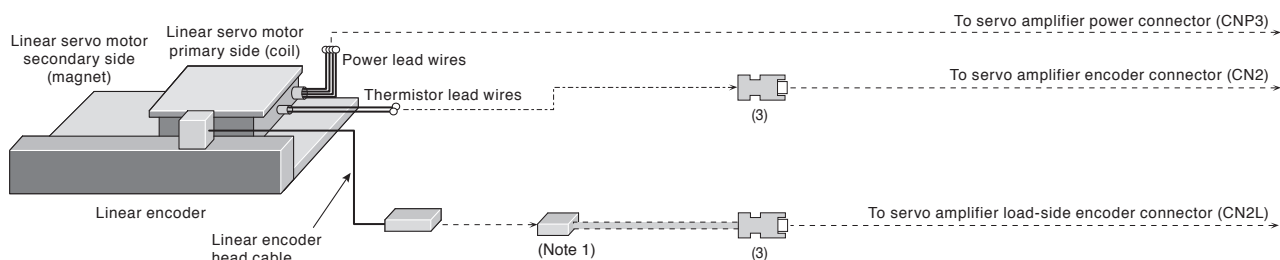 To servo amplifier power connector (CNP3)
Linear servo motor
secondary side
(magnet)
Linear servo motor
primary side (coil)
Power lead wires
To servo amplifier encoder connector (CN2)
Thermistor lead wires
(3)
Linear encoder
Linear encoder
head cable
(Note 1)
To servo amplifier load-side encoder connector (CN2L)
(3)